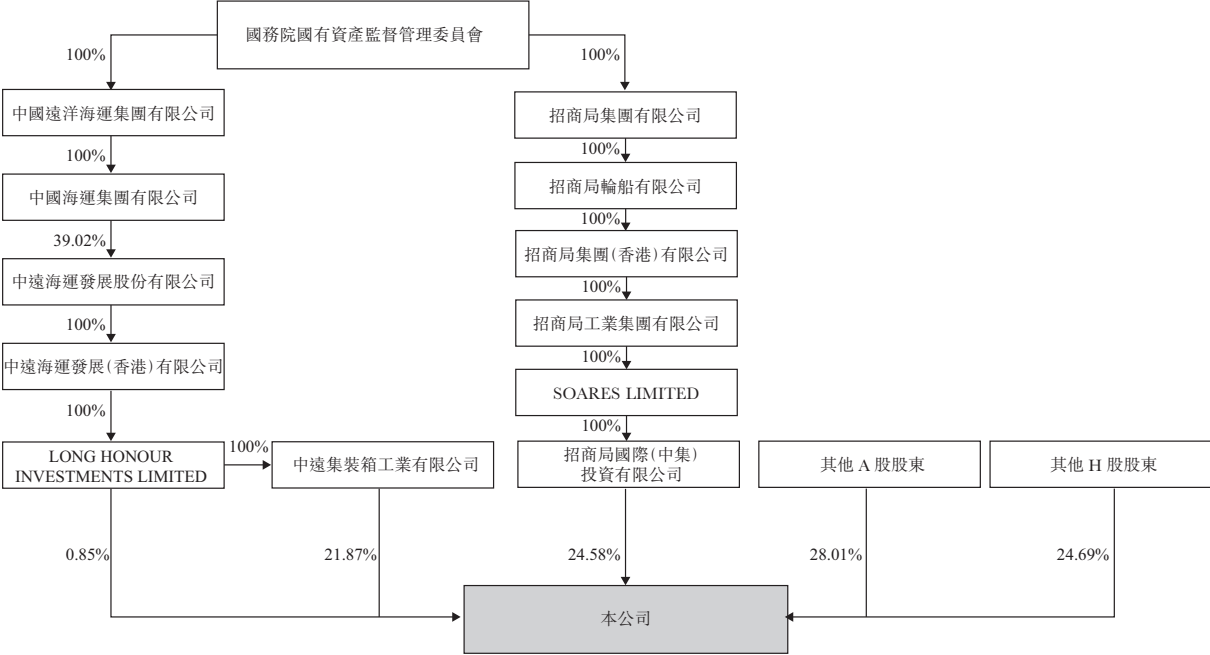 國務院國有資產監督管理委員會
100%
100%
中國遠洋海運集團有限公司
招商局集團有限公司
100%
100%
中國海運集團有限公司
招商局輪船有限公司
39.02%
100%
中遠海運發展股份有限公司
招商局集團(香港)有限公司
100%
100%
中遠海運發展(香港)有限公司
招商局工業集團有限公司
100%
100%
SOARES LIMITED
100%
LONG HONOUR
INVESTMENTS LIMITED
100%
中遠集裝箱工業有限公司
招商局國際(中集)
投資有限公司
其他 A 股股東
其他 H 股股東
0.85%
21.87%
24.58%
28.01%
24.69%
本公司